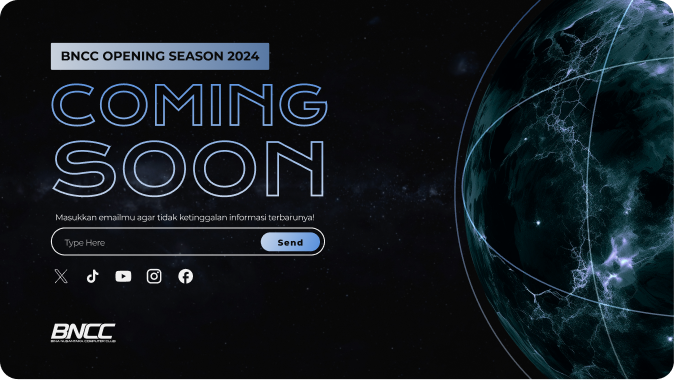 BNCC OPENING SEASON 2024
COMING
SOON
Masukkan emailmu agar tidak ketinggalan informasi terbarunya!
Type Here
Send
BNCC
BINA NUSANTARA COMPUTER CLUB